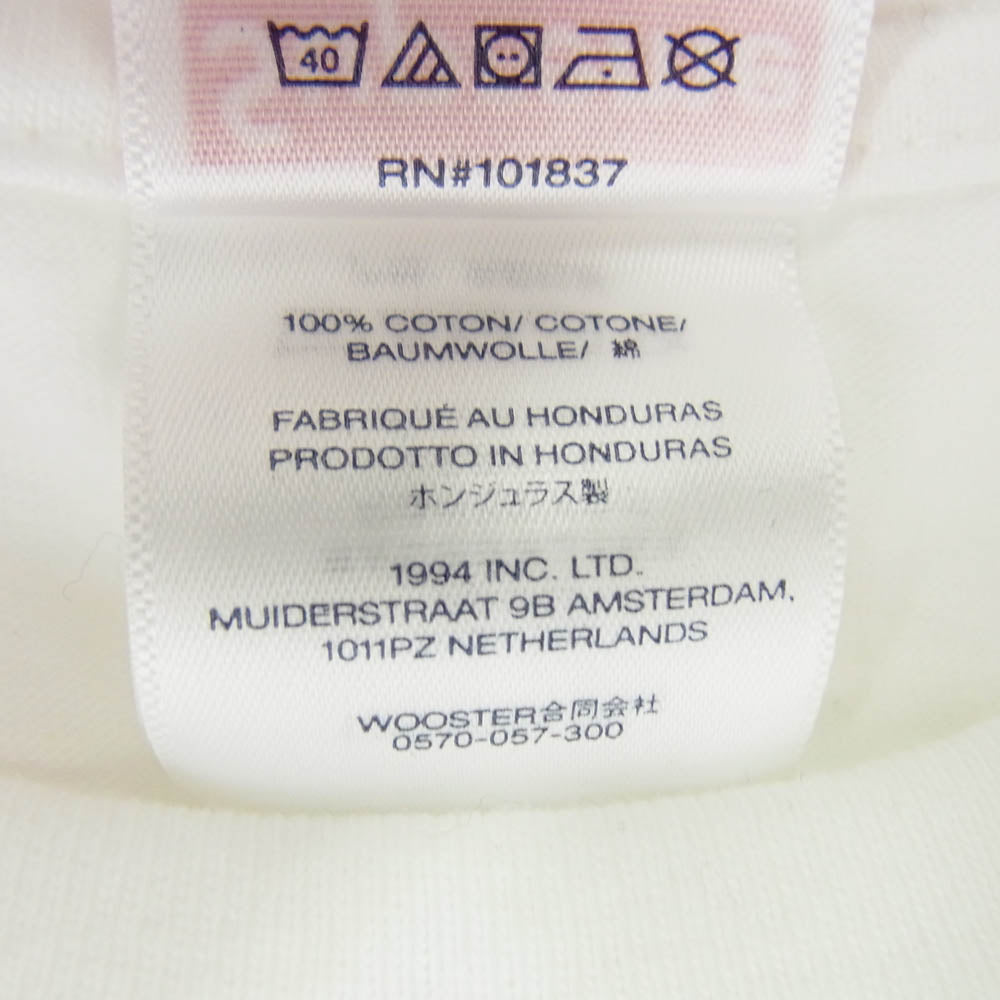 40
RN#101837
100% COTON/ COTONE/
BAUMWOLLE/ 綿
FABRIQUÉ AU HONDURAS
PRODOTTO IN HONDURAS
ホンジュラス製
1994 INC. LTD.
MUIDERSTRAAT 9B AMSTERDAM,
1011PZ NETHERLANDS
WOOSTER合同会社
0570-057-300